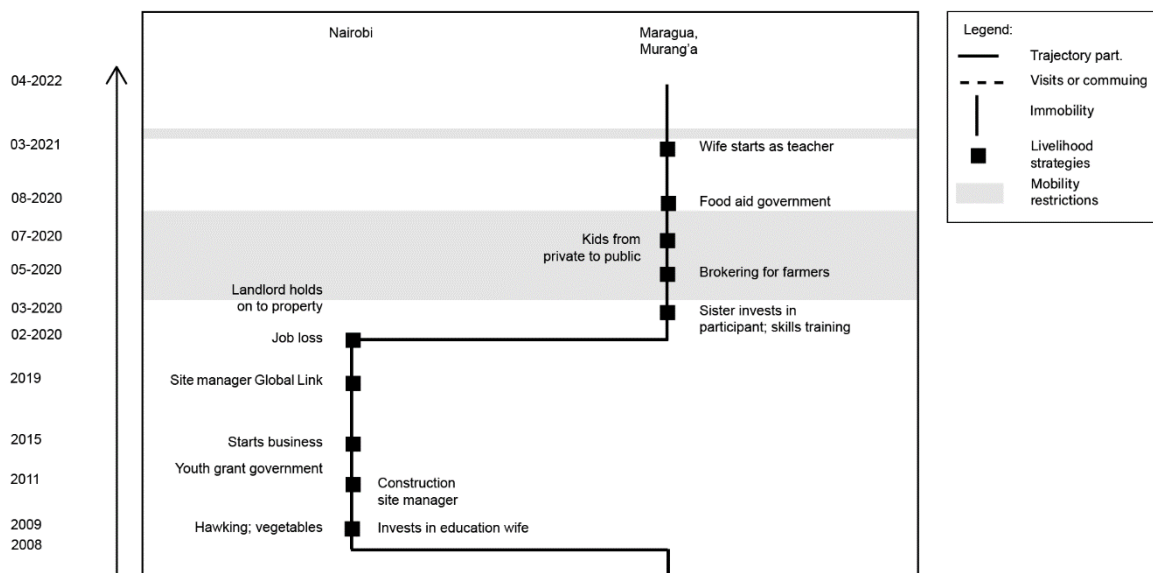 Nairobi
Maragua,
Murang'a
Legend:
Trajectory part.
Visits or commuing
Immobility
Livelihood
strategies
Mobility
restrictions
04-2022
03-2021
Wife starts as teacher
08-2020
Food aid government
07-2020
Kids from
private to public
05-2020
Brokering for farmers
Landlord holds
on to property
03-2020
Sister invests in
participant; skills training
02-2020
Job loss
2019
Site manager Global Link
2015
Starts business
Youth grant government
2011
Construction
site manager
2009
Hawking; vegetables
Invests in education wife
2008